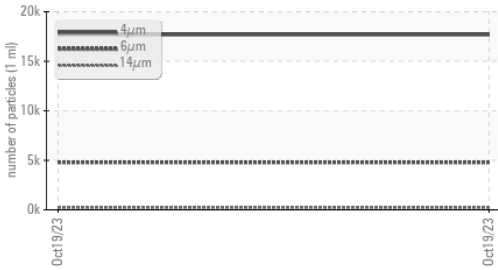 20k
15k
10k
5k
0k
number of particles (1 ml)
4µm
6µm
14µm
Oct19/23
Oct19/23